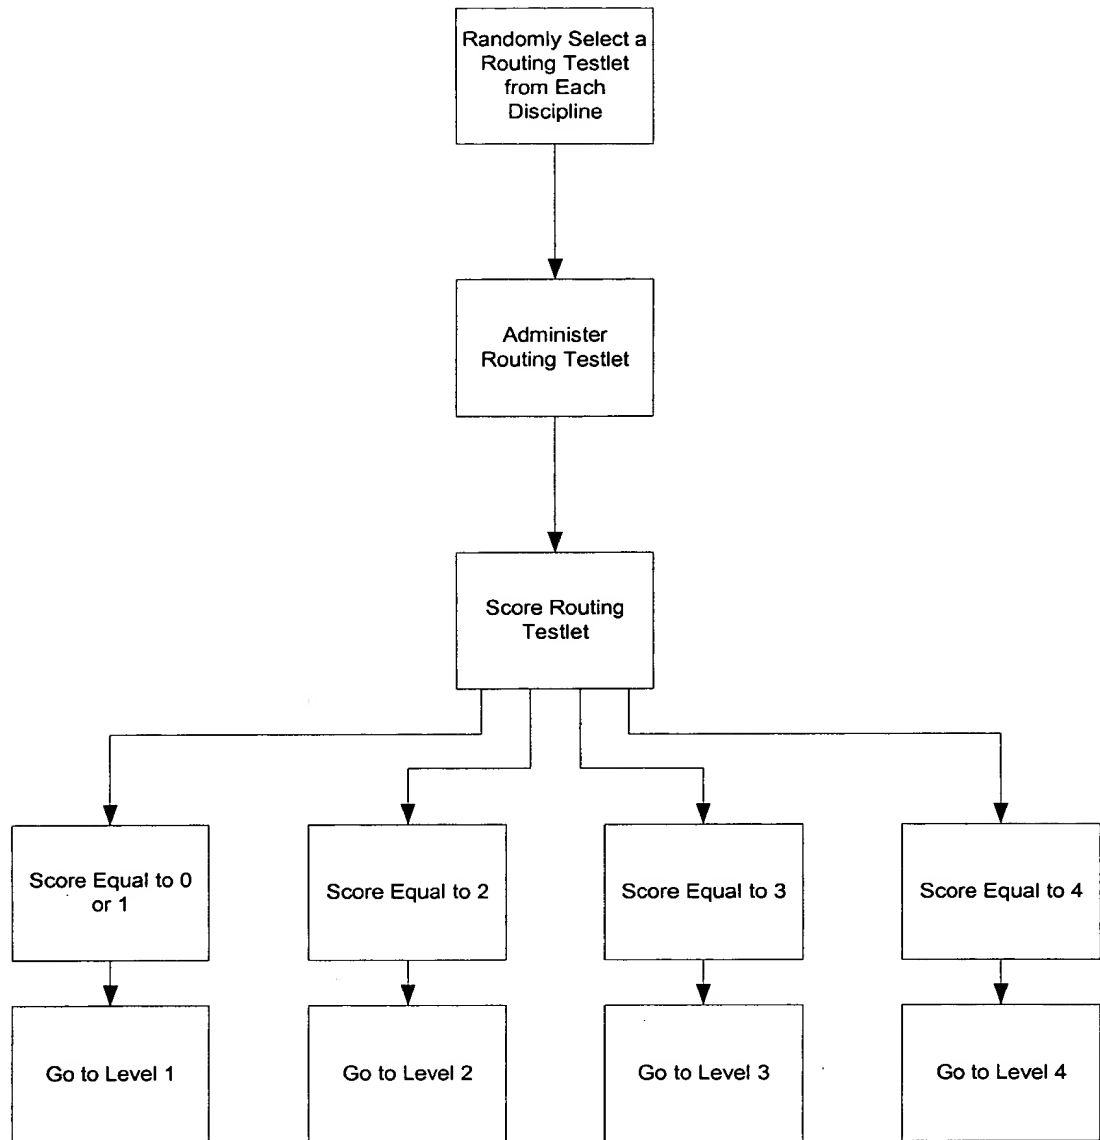 Randomly Select a
Routing Testlet
from Each
Discipline
Administer
Routing Testlet
Score Routing
Testlet
Score Equal to 0
or 1
Score Equal to 2
Score Equal to 3
Score Equal to 4
Go to Level 1
Go to Level 2
Go to Level 3
Go to Level 4